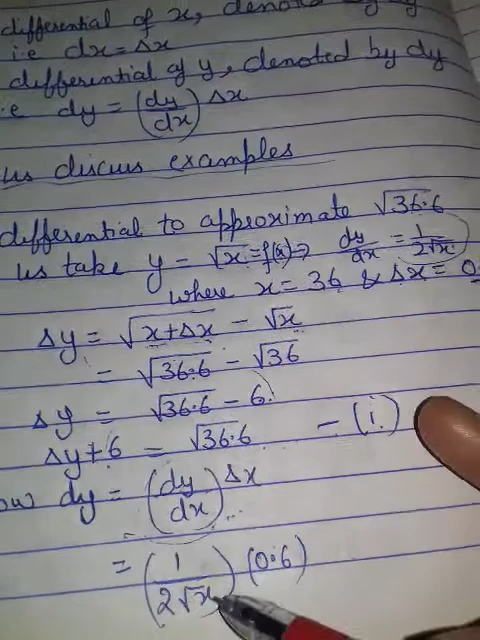 differential of x, denoted by
i.e dx = Δx
differential of y, denoted by dy
i.e dy = (dy/dx) Δx
us discuss examples
differential to approximate √36.6
us take y = √x = f(x) ⇒ dy/dx = 1/2√x
where x = 36 & Δx = 0.
Δy = √x+Δx - √x
= √36.6 - √36
Δy = √36.6 - 6
Δy + 6 = √36.6 - (i)
ow dy = (dy/dx) Δx
= (1/2√x) (0.6)